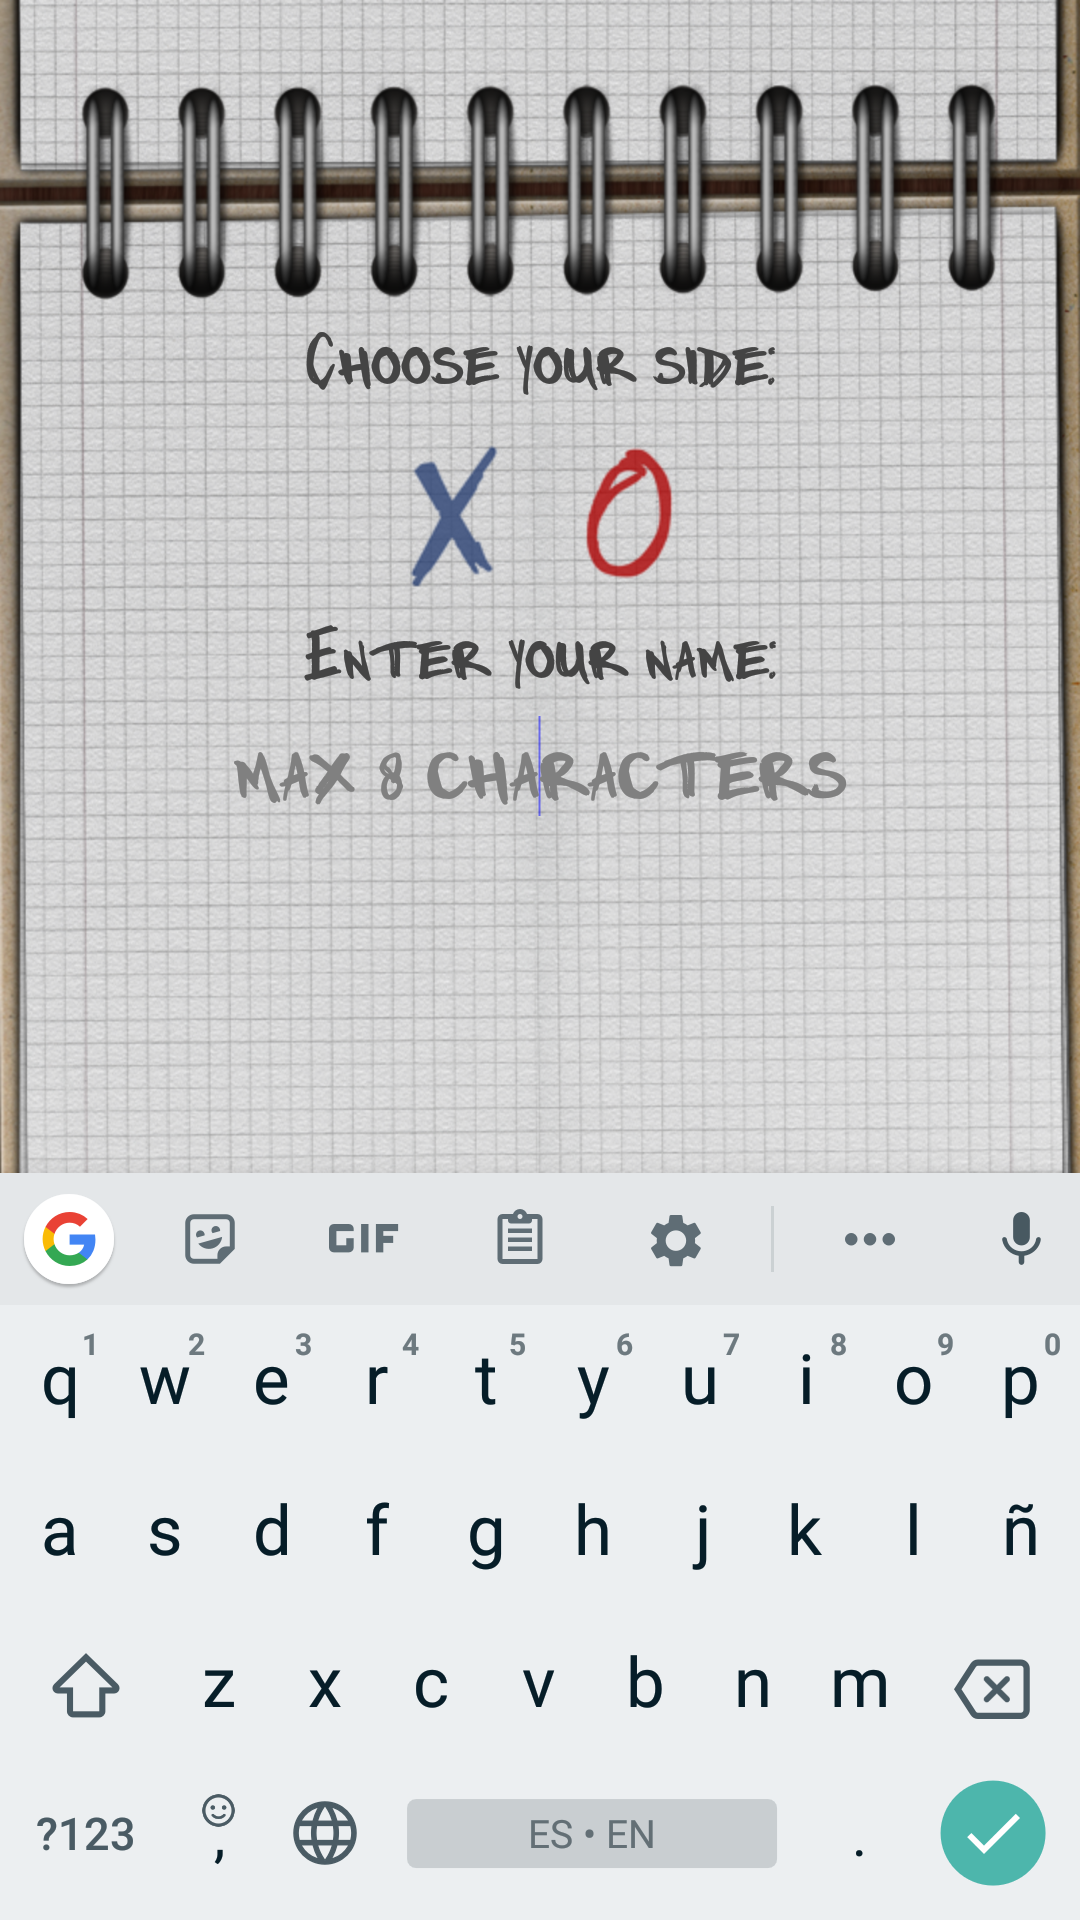 Choose your side:
X O
Enter your name:
max 8 characters
G GIF
1 2 3 4 5 6 7 8 9 0
q w e r t y u i o p
a s d f g h j k l ñ
z x c v b n m
?123 , ES • EN .